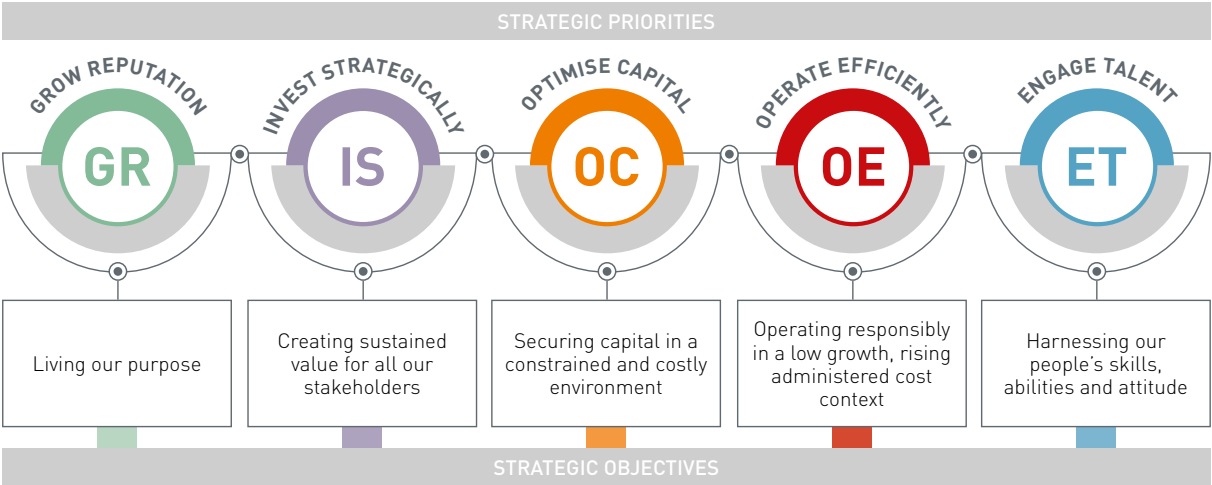 STRATEGIC PRIORITIES
GROW REPUTATION
INVEST STRATEGICALLY
OPTIMISE CAPITAL
OPERATE EFFICIENTLY
ENGAGE TALENT
GR
IS
OC
OE
ET
Living our purpose
Creating sustained
value for all our
stakeholders
Securing capital in a
constrained and costly
environment
Operating responsibly
in a low growth, rising
administered cost
context
Harnessing our
people’s skills,
abilities and attitude
STRATEGIC OBJECTIVES